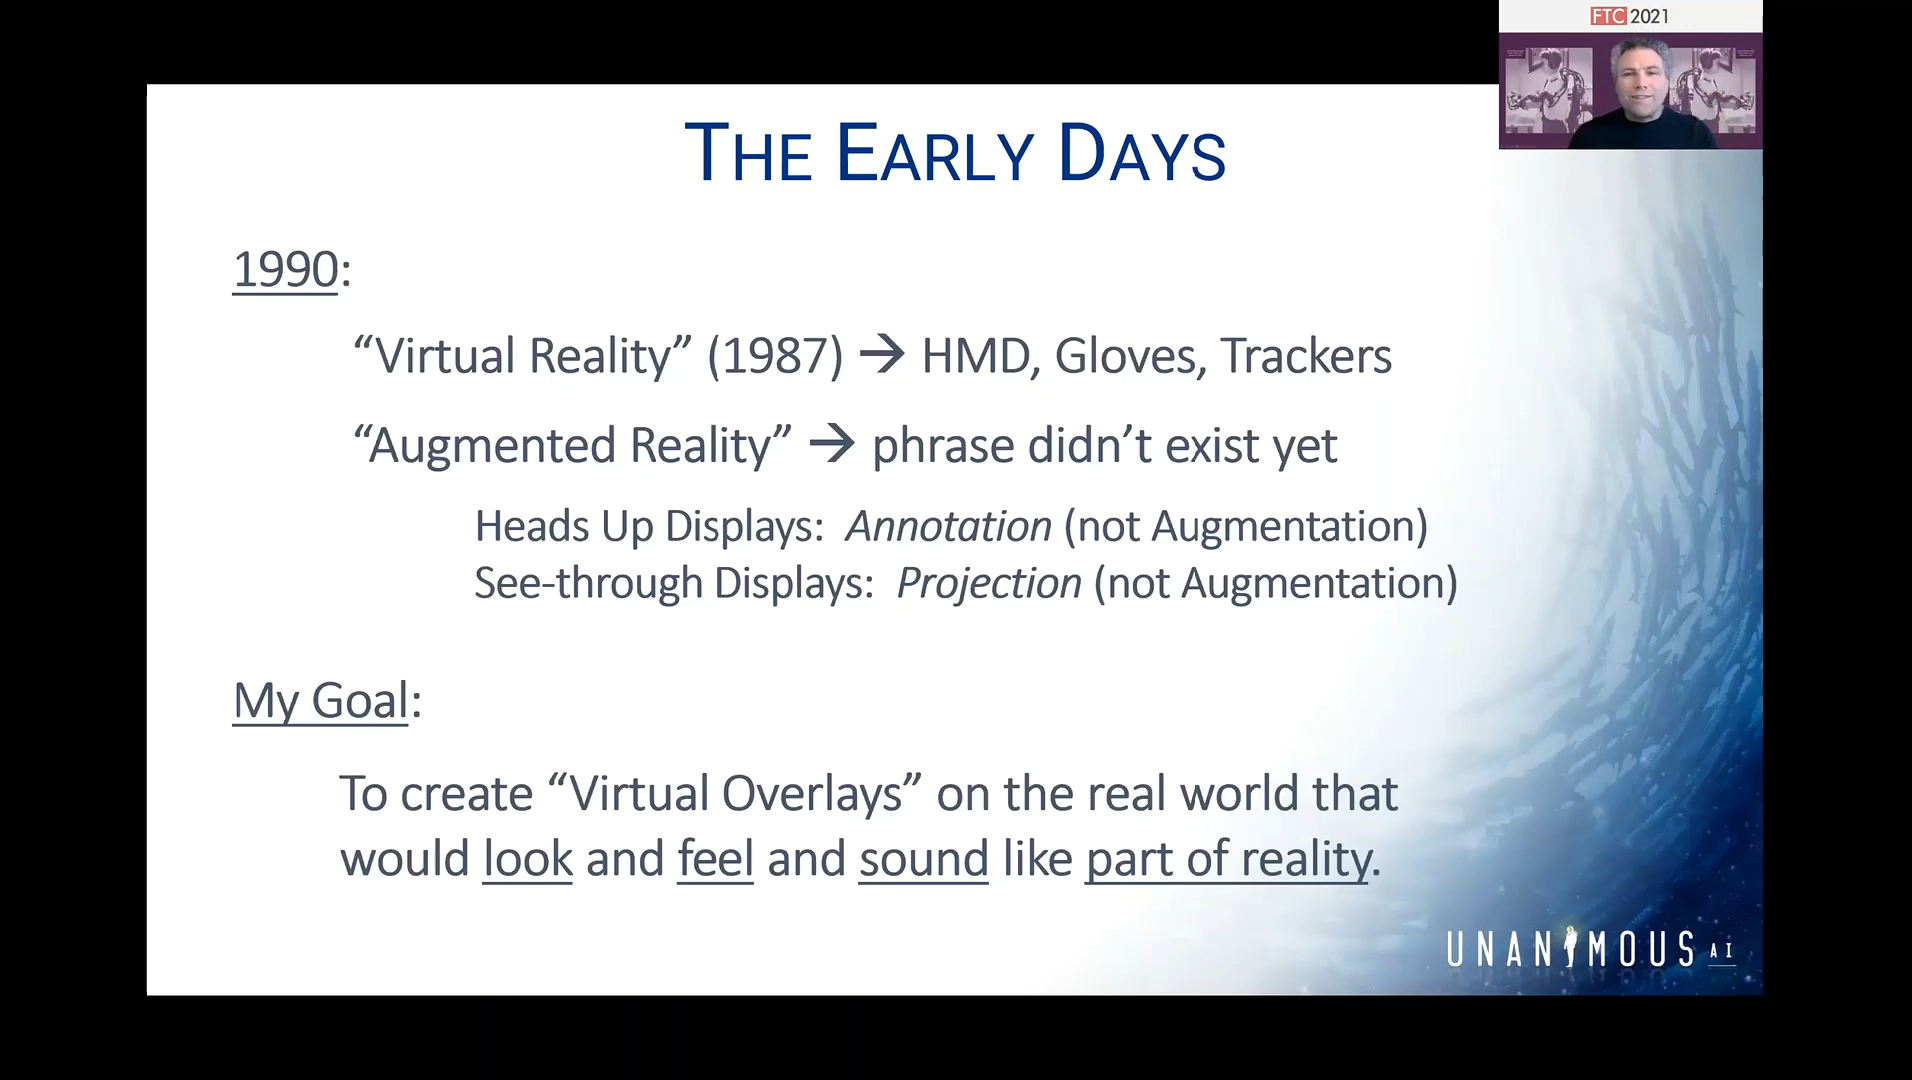 FTC 2021
THE EARLY DAYS
1990:
“Virtual Reality” (1987) → HMD, Gloves, Trackers
“Augmented Reality” → phrase didn’t exist yet
Heads Up Displays: Annotation (not Augmentation)
See-through Displays: Projection (not Augmentation)
My Goal:
To create “Virtual Overlays” on the real world that
would look and feel and sound like part of reality.
UNANIMOUS AI